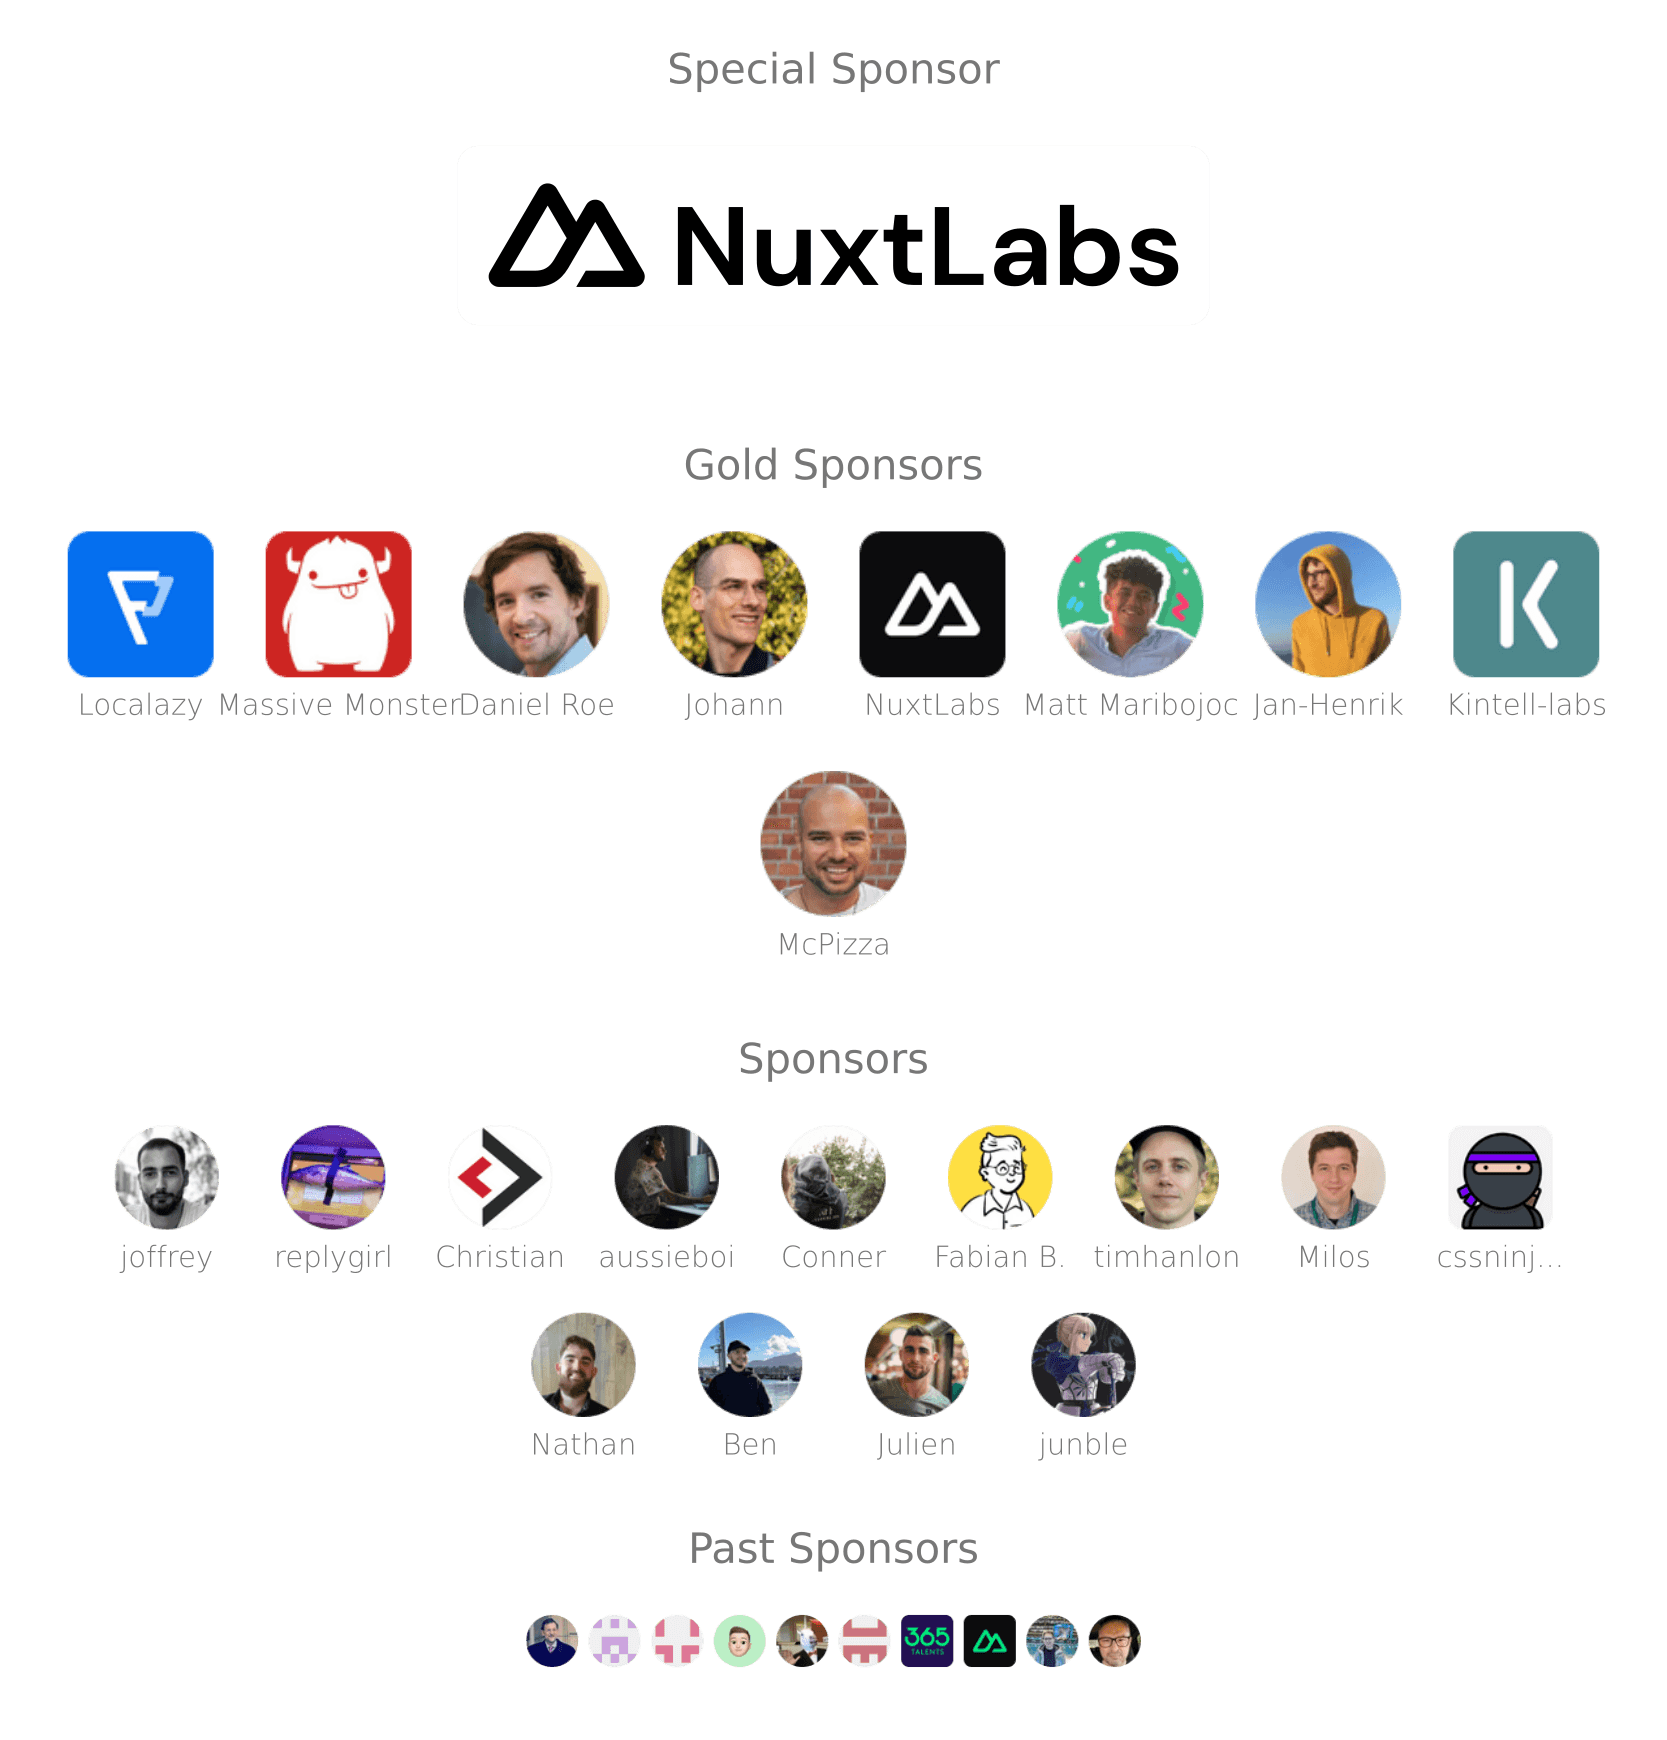 Special Sponsor
NuxtLabs
Gold Sponsors
Localazy Massive Monster Daniel Roe Johann NuxtLabs Matt Maribojoc Jan-Henrik Kintell-labs
McPizza
Sponsors
joffrey replygirl Christian aussieboi Conner Fabian B. timhanlon Milos cssninj...
Nathan Ben Julien junble
Past Sponsors
365
TALENTS